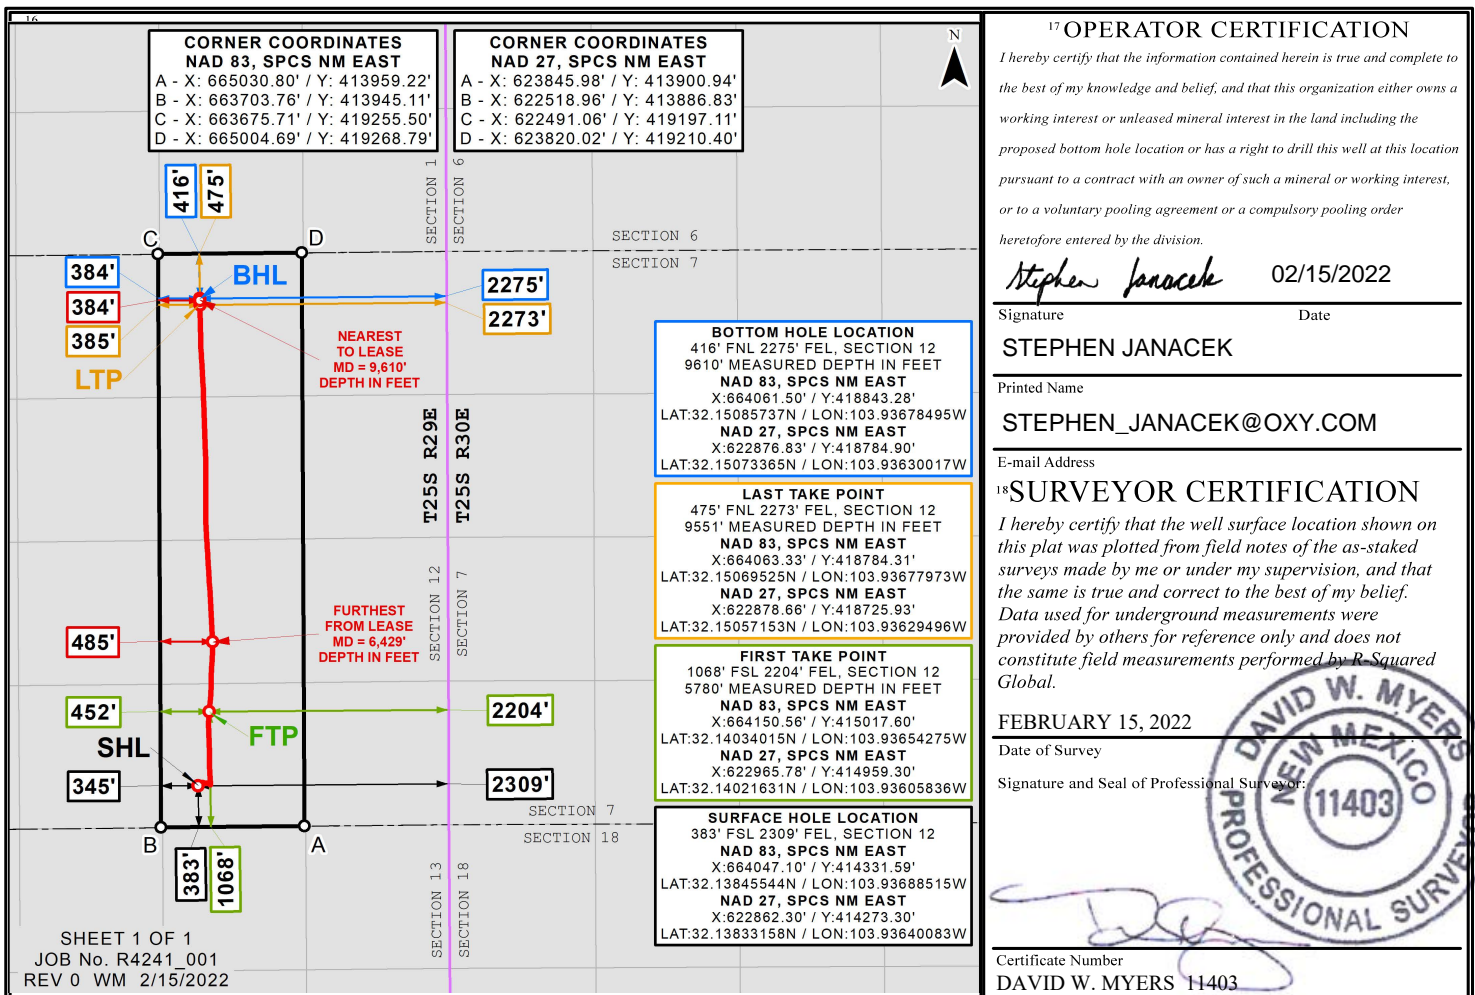 16
CORNER COORDINATES
NAD 83, SPCS NM EAST
A - X: 665030.80' / Y: 413959.22'
B - X: 663703.76' / Y: 413945.11'
C - X: 663675.71' / Y: 419255.50'
D - X: 665004.69' / Y: 419268.79'
CORNER COORDINATES
NAD 27, SPCS NM EAST
A - X: 623845.98' / Y: 413900.94'
B - X: 622518.96' / Y: 413886.83'
C - X: 622491.06' / Y: 419197.11'
D - X: 623820.02' / Y: 419210.40'
N
SECTION 1
SECTION 6
416'
475'
C
D
SECTION 6
SECTION 7
384'
BHL
2275'
384'
2273'
385'
LTP
NEAREST
TO LEASE
MD = 9,610'
DEPTH IN FEET
T25S R29E
T25S R30E
SECTION 12
SECTION 7
FURTHEST
FROM LEASE
MD = 6,429'
DEPTH IN FEET
485'
452'
2204'
FTP
SHL
345'
2309'
SECTION 7
SECTION 18
B
A
383'
1068'
SECTION 13
SECTION 18
SHEET 1 OF 1
JOB No. R4241_001
REV 0 WM 2/15/2022
BOTTOM HOLE LOCATION
416' FNL 2275' FEL, SECTION 12
9610' MEASURED DEPTH IN FEET
NAD 83, SPCS NM EAST
X:664061.50' / Y:418843.28'
LAT:32.15085737N / LON:103.93678495W
NAD 27, SPCS NM EAST
X:622876.83' / Y:418784.90'
LAT:32.15073365N / LON:103.93630017W
LAST TAKE POINT
475' FNL 2273' FEL, SECTION 12
9551' MEASURED DEPTH IN FEET
NAD 83, SPCS NM EAST
X:664063.33' / Y:418784.31'
LAT:32.15069525N / LON:103.93677973W
NAD 27, SPCS NM EAST
X:622878.66' / Y:418725.93'
LAT:32.15057153N / LON:103.93629496W
FIRST TAKE POINT
1068' FSL 2204' FEL, SECTION 12
5780' MEASURED DEPTH IN FEET
NAD 83, SPCS NM EAST
X:664150.56' / Y:415017.60'
LAT:32.14034015N / LON:103.93654275W
NAD 27, SPCS NM EAST
X:622965.78' / Y:414959.30'
LAT:32.14021631N / LON:103.93605836W
SURFACE HOLE LOCATION
383' FSL 2309' FEL, SECTION 12
NAD 83, SPCS NM EAST
X:664047.10' / Y:414331.59'
LAT:32.13845544N / LON:103.93688515W
NAD 27, SPCS NM EAST
X:622862.30' / Y:414273.30'
LAT:32.13833158N / LON:103.93640083W
17 OPERATOR CERTIFICATION
I hereby certify that the information contained herein is true and complete to
the best of my knowledge and belief, and that this organization either owns a
working interest or unleased mineral interest in the land including the
proposed bottom hole location or has a right to drill this well at this location
pursuant to a contract with an owner of such a mineral or working interest,
or to a voluntary pooling agreement or a compulsory pooling order
heretofore entered by the division.
Stephen Janacek 02/15/2022
Signature Date
STEPHEN JANACEK
Printed Name
STEPHEN_JANACEK@OXY.COM
E-mail Address
18 SURVEYOR CERTIFICATION
I hereby certify that the well surface location shown on
this plat was plotted from field notes of the as-staked
surveys made by me or under my supervision, and that
the same is true and correct to the best of my belief.
Data used for underground measurements were
provided by others for reference only and does not
constitute field measurements performed by R-Squared
Global.
FEBRUARY 15, 2022
Date of Survey
Signature and Seal of Professional Surveyor:
DAVID W. MYERS
NEW MEXICO
11403
PROFESSIONAL SURVEYOR
Certificate Number
DAVID W. MYERS 11403